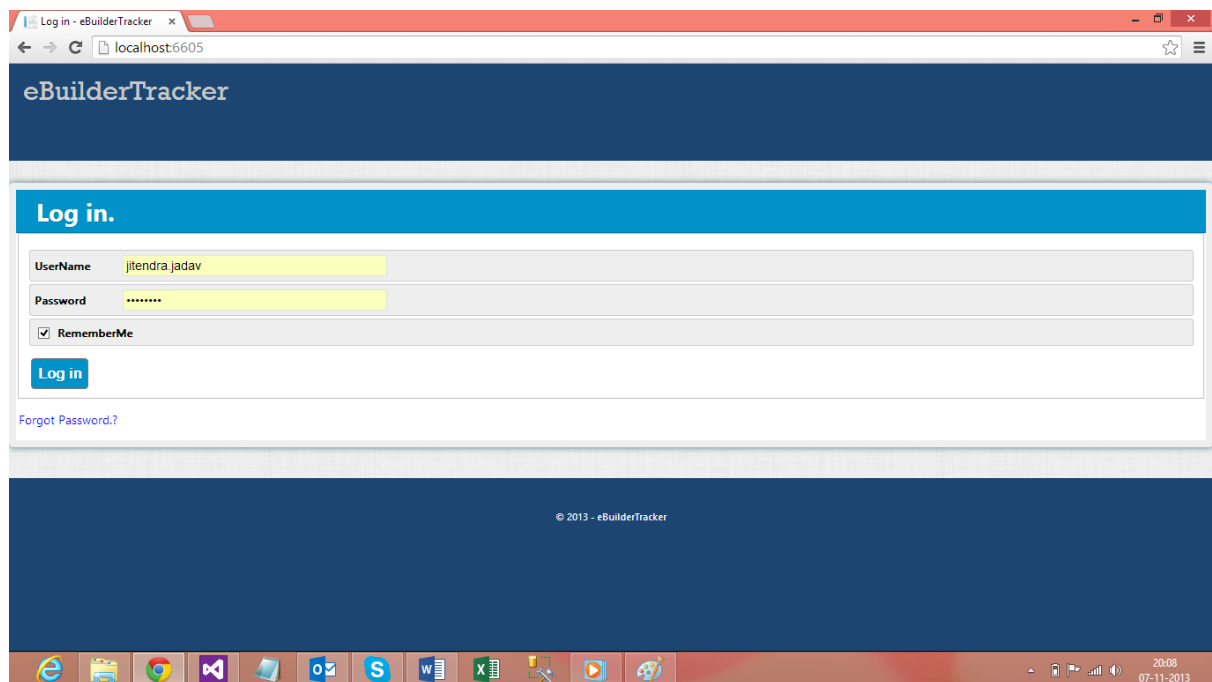 Log in - eBuilderTracker
localhost:6605
eBuilderTracker
Log in.
UserName jitendra.jadav
Password ••••••••
RememberMe
Log in
Forgot Password.?
© 2013 - eBuilderTracker
20:08
07-11-2013